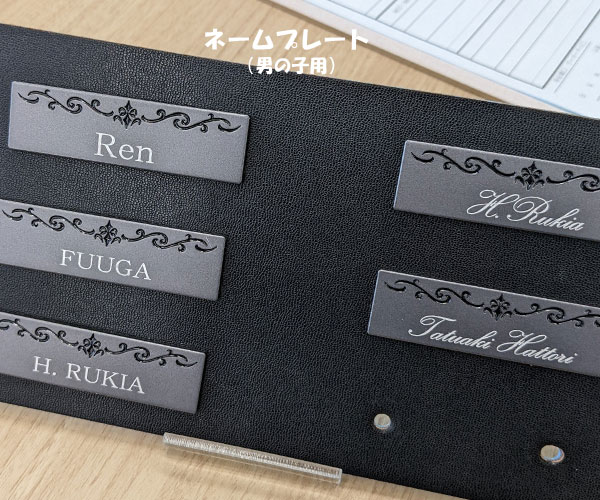 ネームプレート
(男の子用)
Ren
FUUGA
H. RUKIA
H. Rukia
Tatuaki Hattori